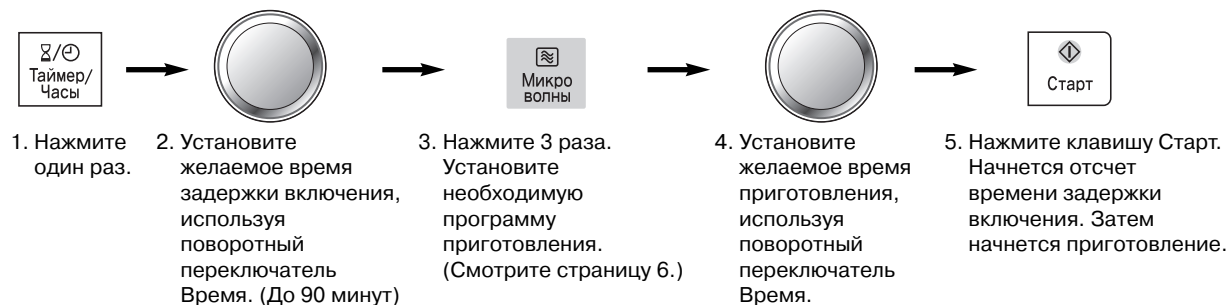 Таймер/
Часы
Микро
волны
Старт
1. Нажмите
один раз.
2. Установите
желаемое время
задержки включения,
используя
поворотный
переключатель
Время. (До 90 минут)
3. Нажмите 3 раза.
Установите
необходимую
программу
приготовления.
(Смотрите страницу 6.)
4. Установите
желаемое время
приготовления,
используя
поворотный
переключатель
Время.
5. Нажмите клавишу Старт.
Начнется отсчет
времени задержки
включения. Затем
начнется приготовление.